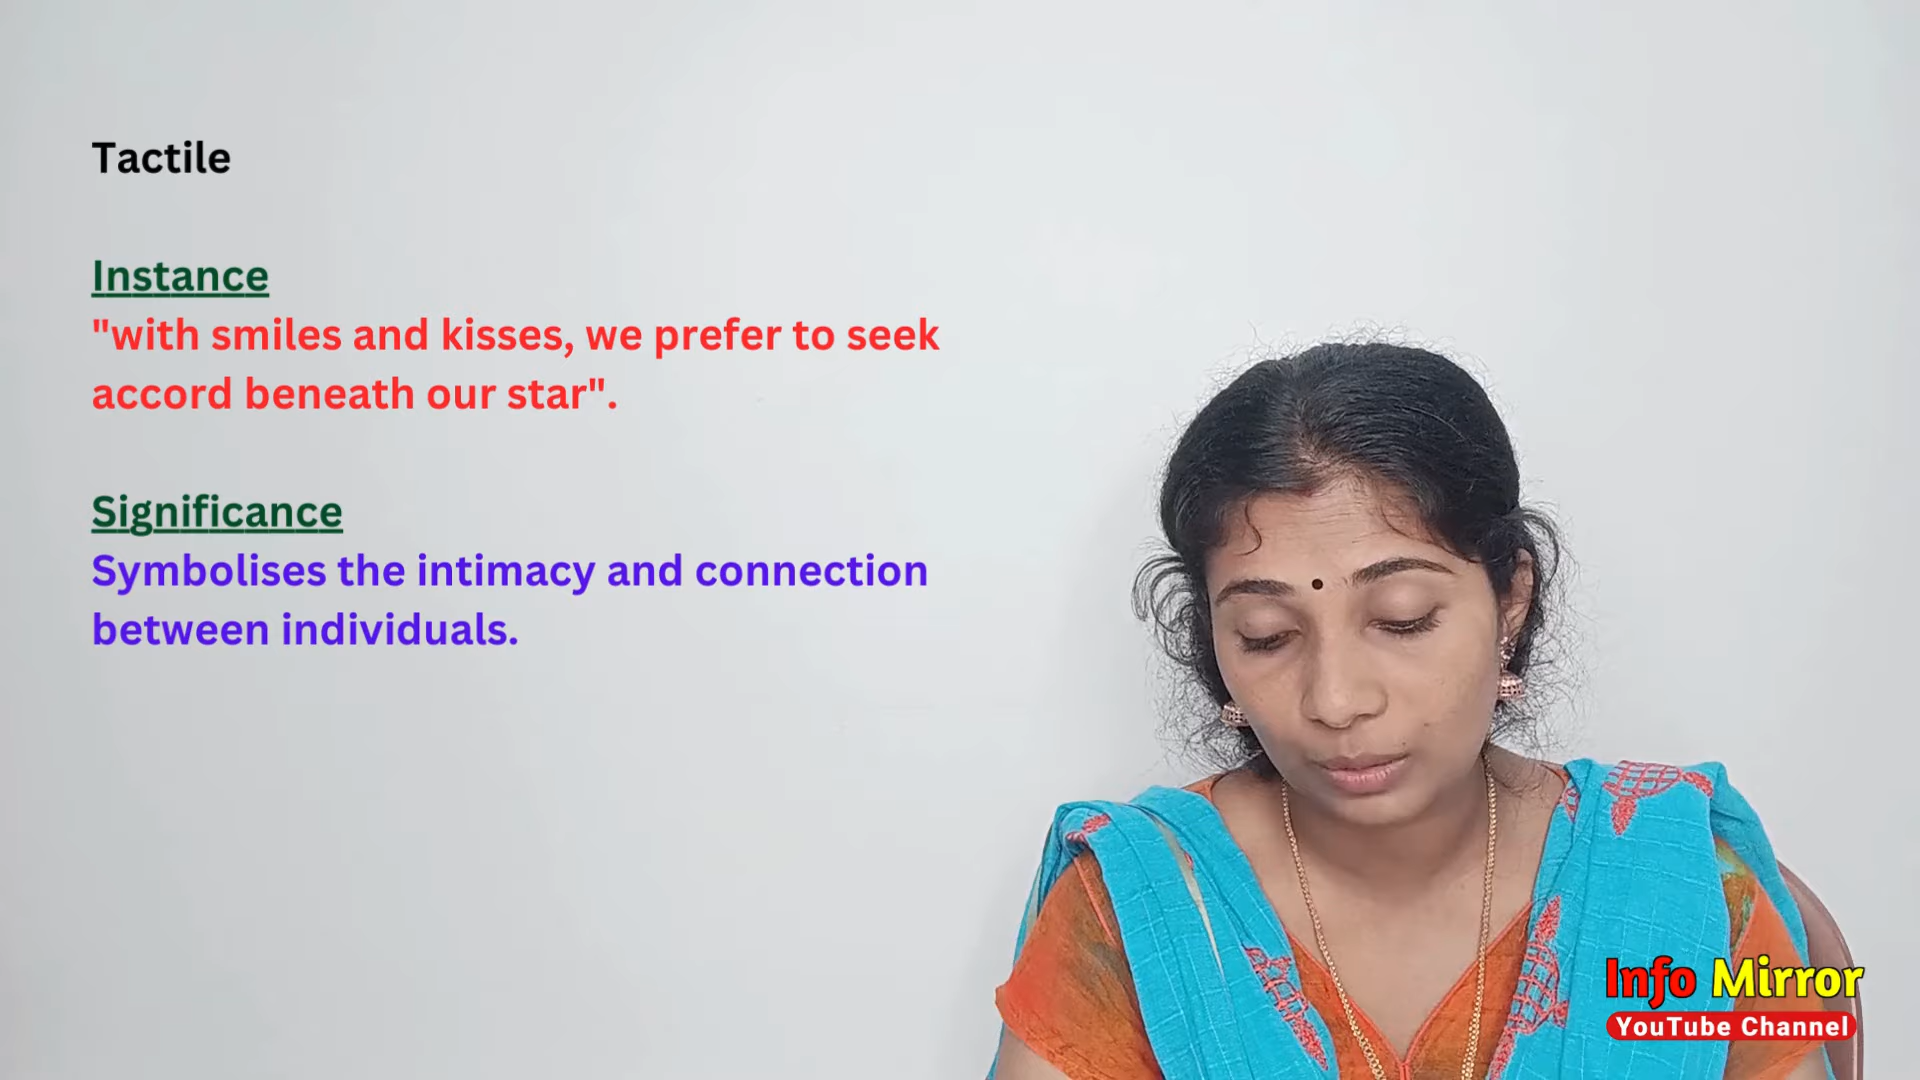 Tactile
Instance
"with smiles and kisses, we prefer to seek
accord beneath our star".
Significance
Symbolises the intimacy and connection
between individuals.
Info Mirror
YouTube Channel